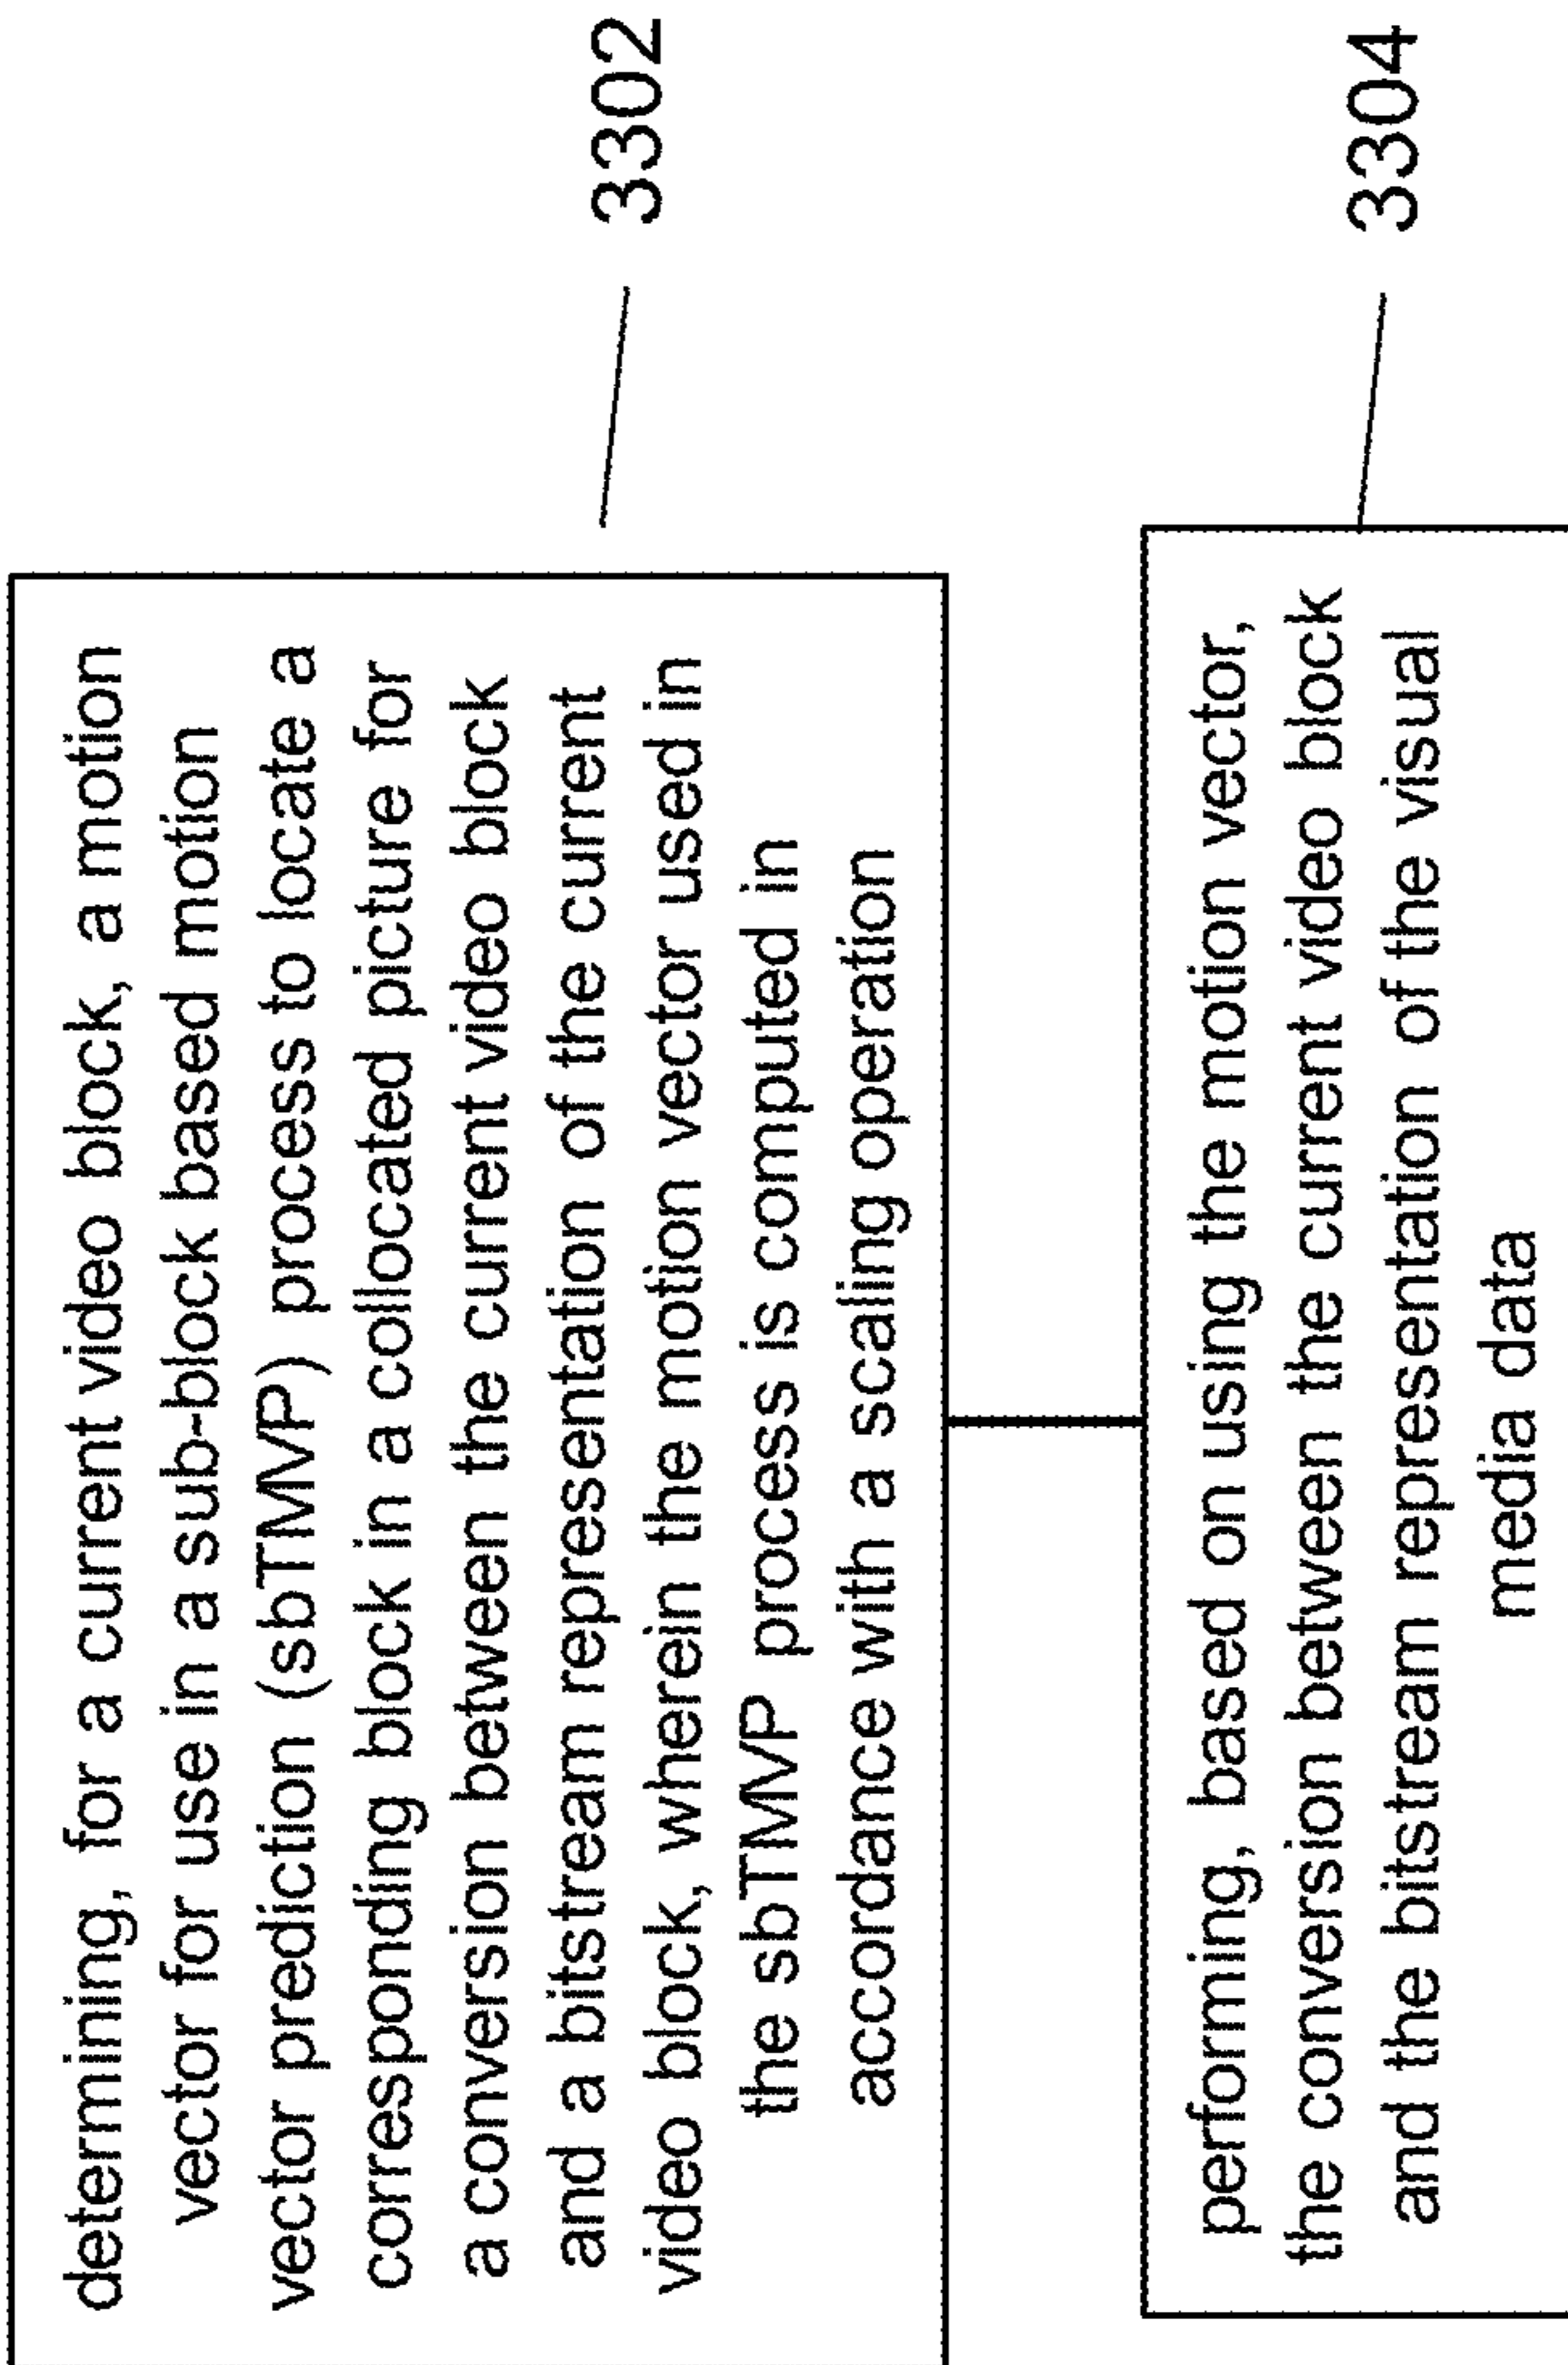 determining, for a current video block, a motion
vector for use in a sub-block based motion
vector prediction (sbTMVP) process to locate a
corresponding block in a collocated picture for
a conversion between the current video block
and a bitstream representation of the current
video block, wherein the motion vector used in
the sbTMVP process is computed in
accordance with a scaling operation
3302
performing, based on using the motion vector,
the conversion between the current video block
and the bitstream representation of the visual
media data
3304